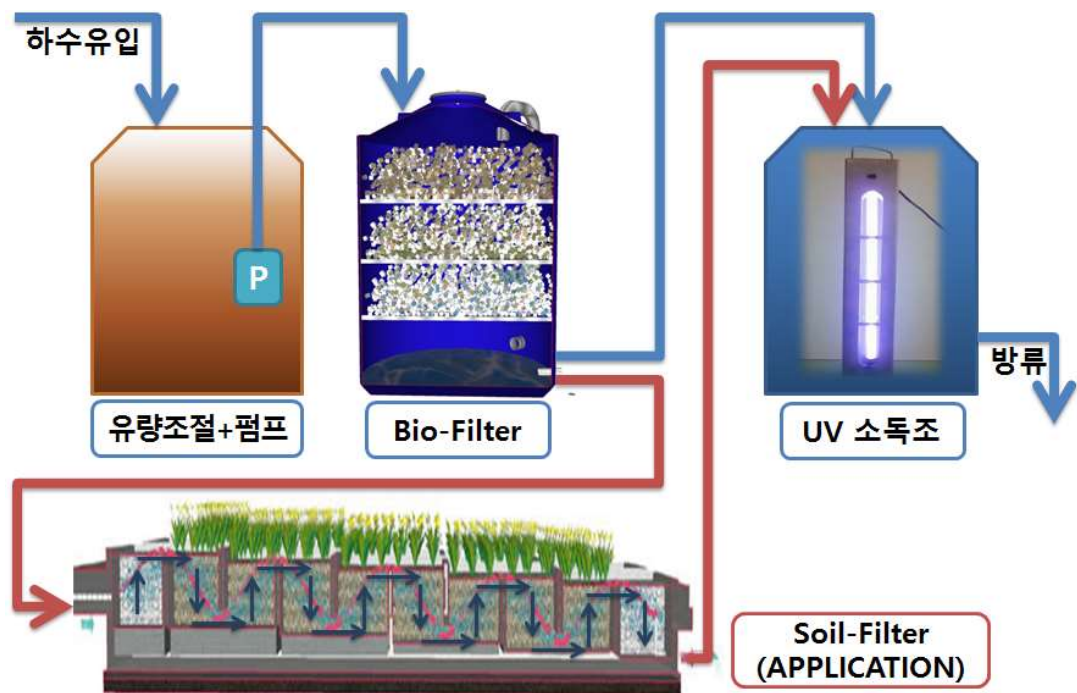 하수유입
P
유량조절+펌프
Bio-Filter
UV 소독조
방류
Soil-Filter
(APPLICATION)